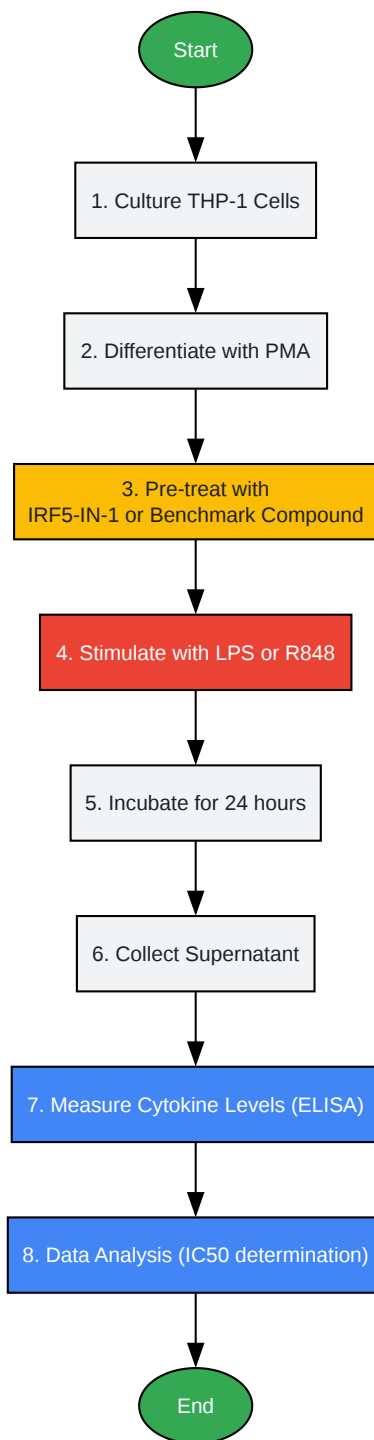 Start
1. Culture THP-1 Cells
2. Differentiate with PMA
3. Pre-treat with
IRF5-IN-1 or Benchmark Compound
4. Stimulate with LPS or R848
5. Incubate for 24 hours
6. Collect Supernatant
7. Measure Cytokine Levels (ELISA)
8. Data Analysis (IC50 determination)
End